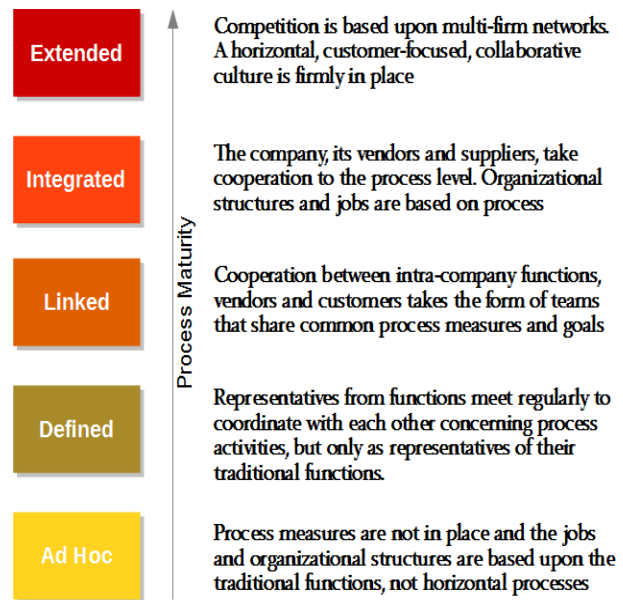 Extended
Competition is based upon multi-firm networks.
A horizontal, customer-focused, collaborative
culture is firmly in place
Integrated
The company, its vendors and suppliers, take
cooperation to the process level. Organizational
structures and jobs are based on process
Process Maturity
Linked
Cooperation between intra-company functions,
vendors and customers takes the form of teams
that share common process measures and goals
Defined
Representatives from functions meet regularly to
coordinate with each other concerning process
activities, but only as representatives of their
traditional functions.
Ad Hoc
Process measures are not in place and the jobs
and organizational structures are based upon the
traditional functions, not horizontal processes